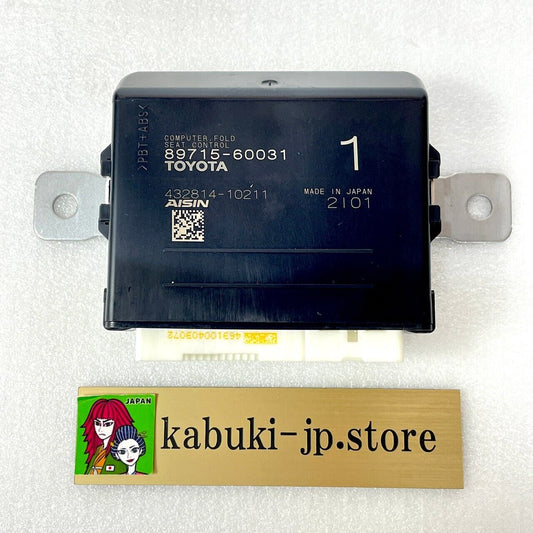 >PBT+ABS<
COMPUTER, FOLD
SEAT CONTROL
89715-60031
TOYOTA
1
432814-10211
AISIN
MADE IN JAPAN
2101
4691000409072
JAPAN
kabuki-jp.store